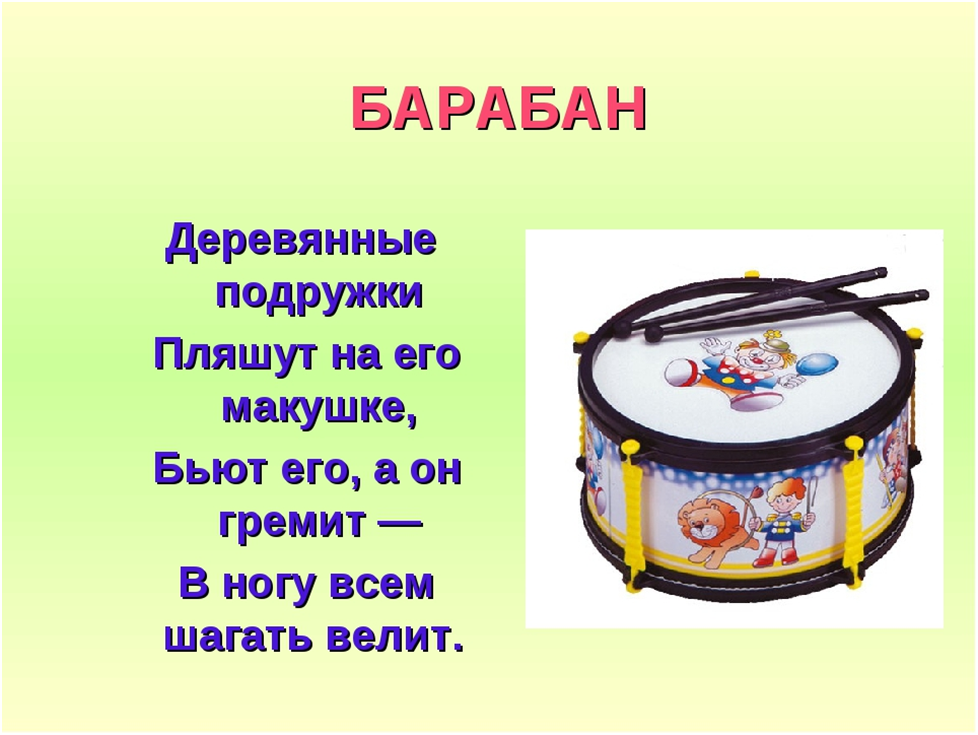 БАРАБАН
Деревянные
подружки
Пляшут на его
макушке,
Бьют его, а он
гремит —
В ногу всем
шагать велит.